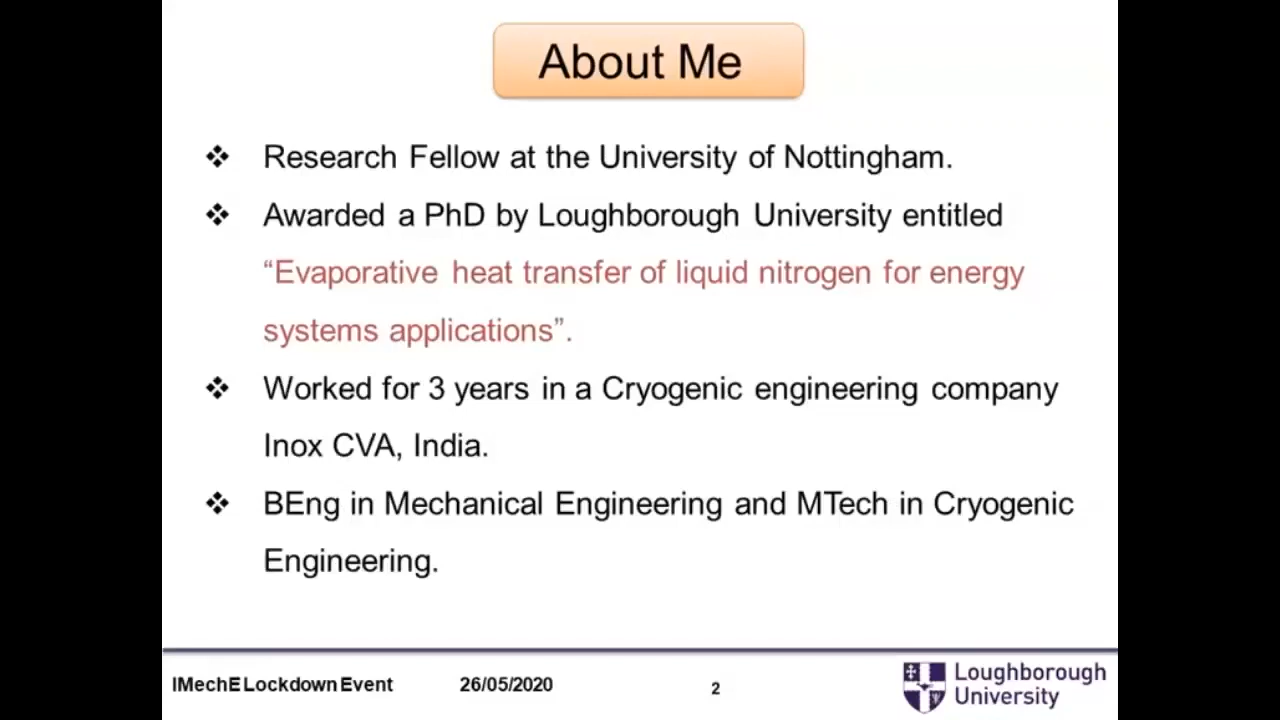 About Me
❖ Research Fellow at the University of Nottingham.
❖ Awarded a PhD by Loughborough University entitled
“Evaporative heat transfer of liquid nitrogen for energy
systems applications”.
❖ Worked for 3 years in a Cryogenic engineering company
Inox CVA, India.
❖ BEng in Mechanical Engineering and MTech in Cryogenic
Engineering.
IMechE Lockdown Event 26/05/2020 2
Loughborough
University